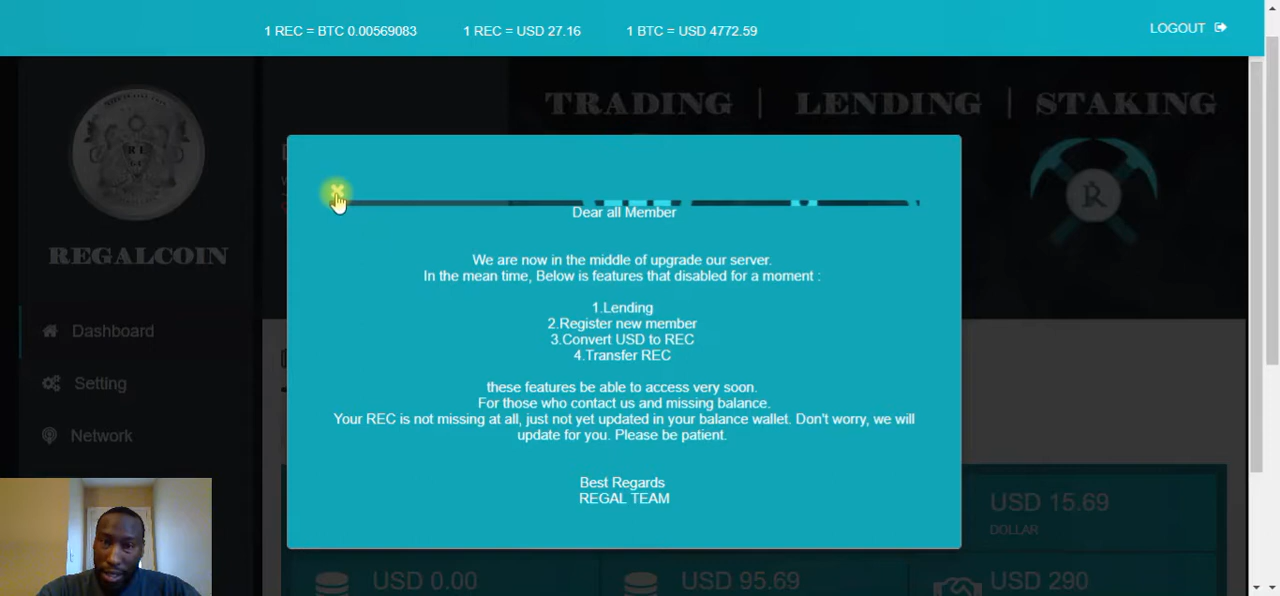 1 REC = BTC 0.00569083 1 REC = USD 27.16 1 BTC = USD 4772.59 LOGOUT
TRADING | LENDING | STAKING
REGALCOIN
Dashboard
Setting
Network
Dear all Member
We are now in the middle of upgrade our server.
In the mean time, Below is features that disabled for a moment :
1.Lending
2.Register new member
3.Convert USD to REC
4.Transfer REC
these features be able to access very soon.
For those who contact us and missing balance.
Your REC is not missing at all, just not yet updated in your balance wallet. Don't worry, we will
update for you. Please be patient.
Best Regards
REGAL TEAM
USD 15.69
DOLLAR
USD 0.00 USD 95.69 USD 290